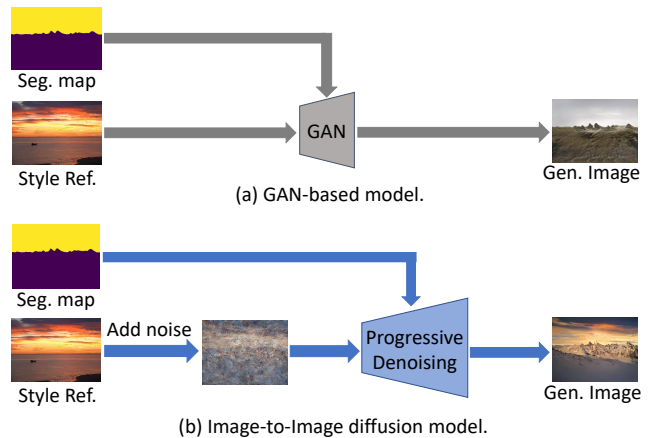 Seg. map
GAN
Style Ref.
Gen. Image
(a) GAN-based model.
Seg. map
Add noise
Progressive
Denoising
Style Ref.
Gen. Image
(b) Image-to-Image diffusion model.